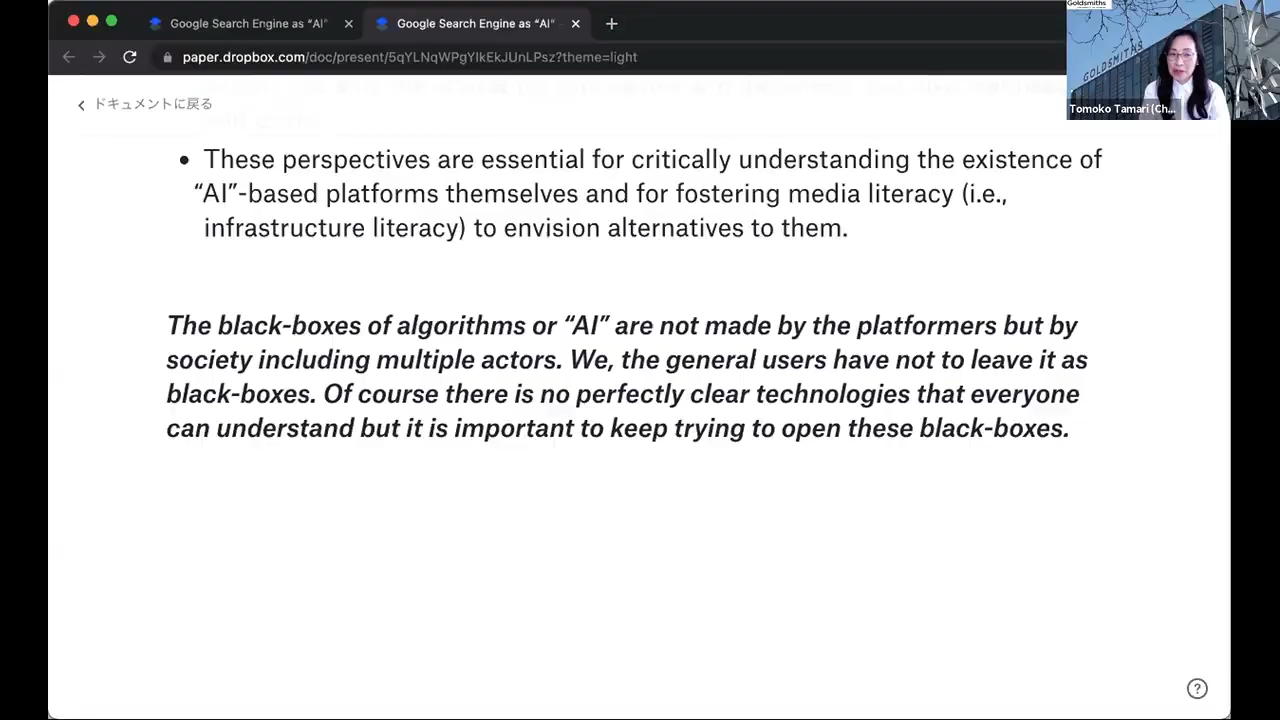 Google Search Engine as “AI”
Google Search Engine as “AI”
paper.dropbox.com/doc/present/5qYLNqWPgYIkEkJUnLPsz?theme=light
Goldsmiths
GOLDSMITHS
Tomoko Tamari (Ch...
ドキュメントに戻る
• These perspectives are essential for critically understanding the existence of
“AI”-based platforms themselves and for fostering media literacy (i.e.,
infrastructure literacy) to envision alternatives to them.
The black-boxes of algorithms or “AI” are not made by the platformers but by
society including multiple actors. We, the general users have not to leave it as
black-boxes. Of course there is no perfectly clear technologies that everyone
can understand but it is important to keep trying to open these black-boxes.